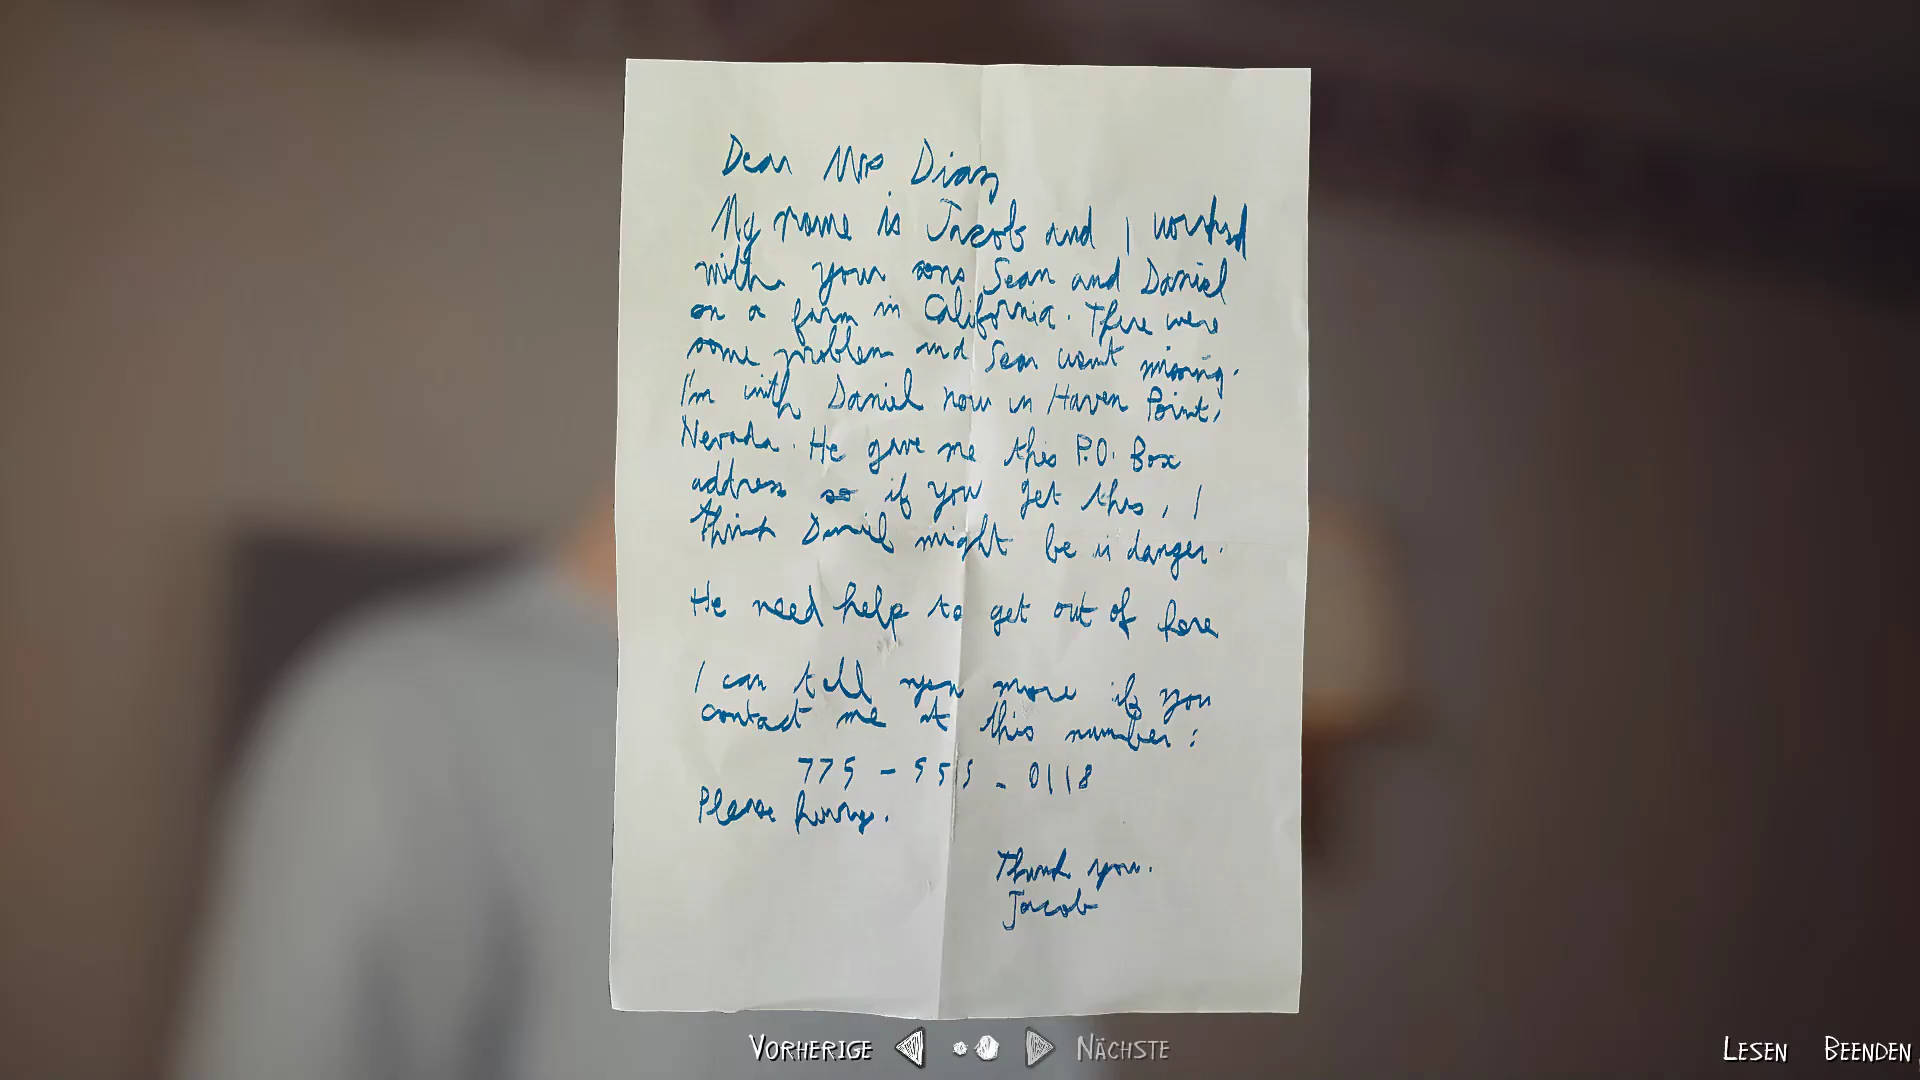 Dear Mrs Diaz
My name is Jacob and I worked
with your sons Sean and Daniel
on a farm in California. There were
some problem and Sean went missing.
I'm with Daniel now in Haven Point,
Nevada. He gave me this P.O. Box
address so if you get this, I
think Daniel might be in danger.
He need help to get out of here
I can tell you more if you
contact me at this number:
775 - 555 - 0118
Please hurry.
Thank you.
Jacob
VORHERIGE
NÄCHSTE
LESEN
BEENDEN